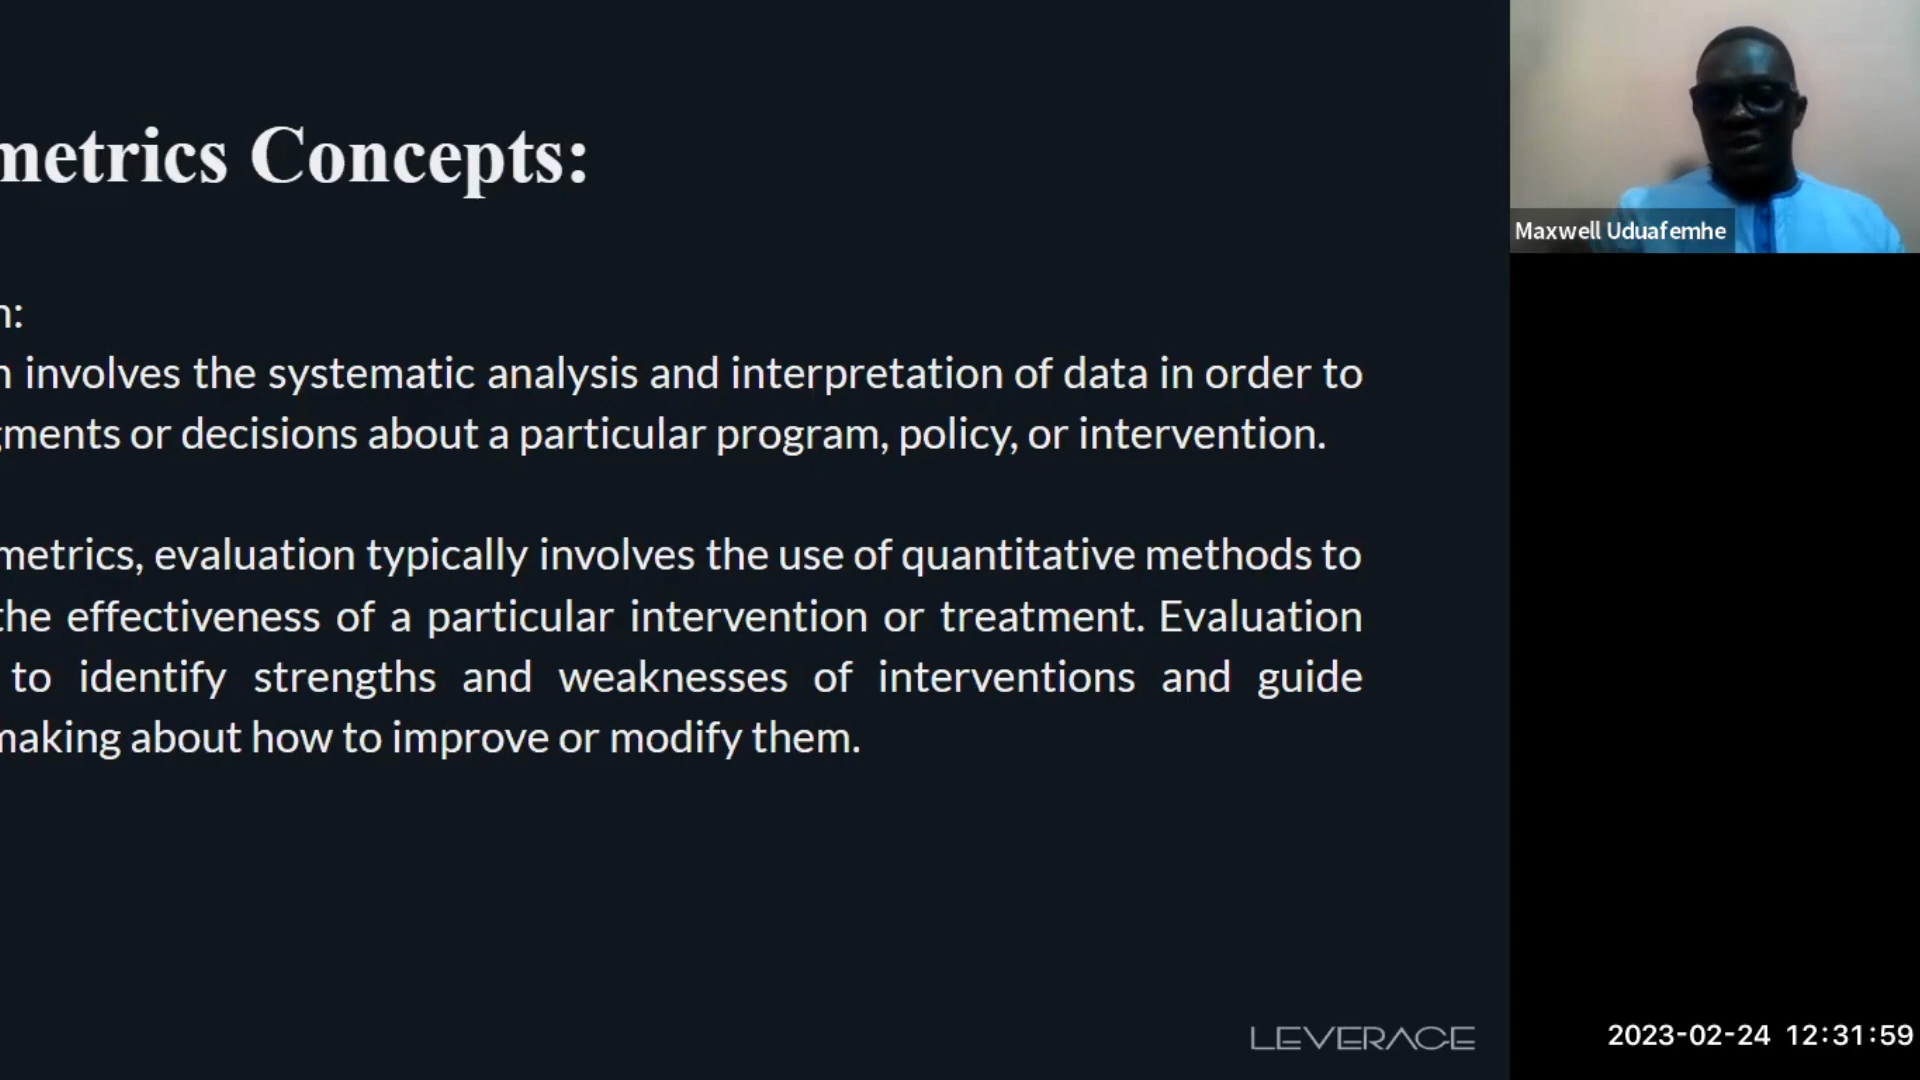 metrics Concepts:
n:
n involves the systematic analysis and interpretation of data in order to
gments or decisions about a particular program, policy, or intervention.
metrics, evaluation typically involves the use of quantitative methods to
the effectiveness of a particular intervention or treatment. Evaluation
to identify strengths and weaknesses of interventions and guide
making about how to improve or modify them.
LEVERAGE
Maxwell Uduafemhe
2023-02-24 12:31:59